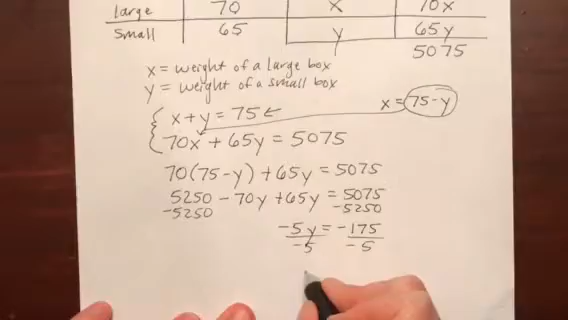 large 70 x 70x
small 65 y 65y
5075
x = weight of a large box
y = weight of a small box
x + y = 75 ←
x = 75-y
70x + 65y = 5075
70(75-y) + 65y = 5075
5250 - 70y + 65y = 5075
-5250 -5250
-5y = -175
-5 -5